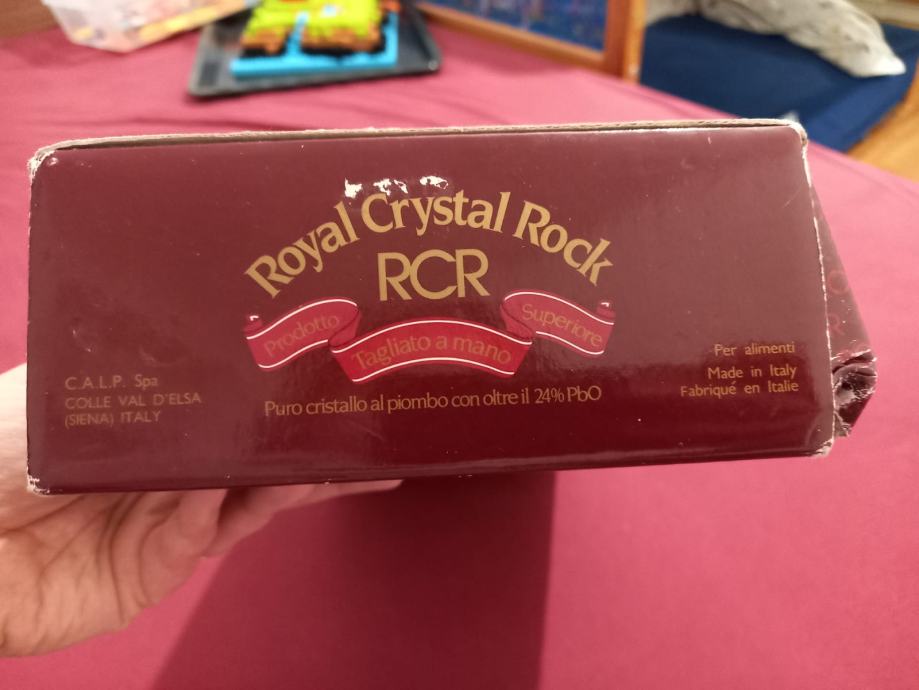 Royal Crystal Rock
RCR
Prodotto
Tagliato a mano
Superiore
Puro cristallo al piombo con oltre il 24% PbO
C.A.L.P. Spa
COLLE VAL D'ELSA
(SIENA) ITALY
Per alimenti
Made in Italy
Fabriqué en Italie